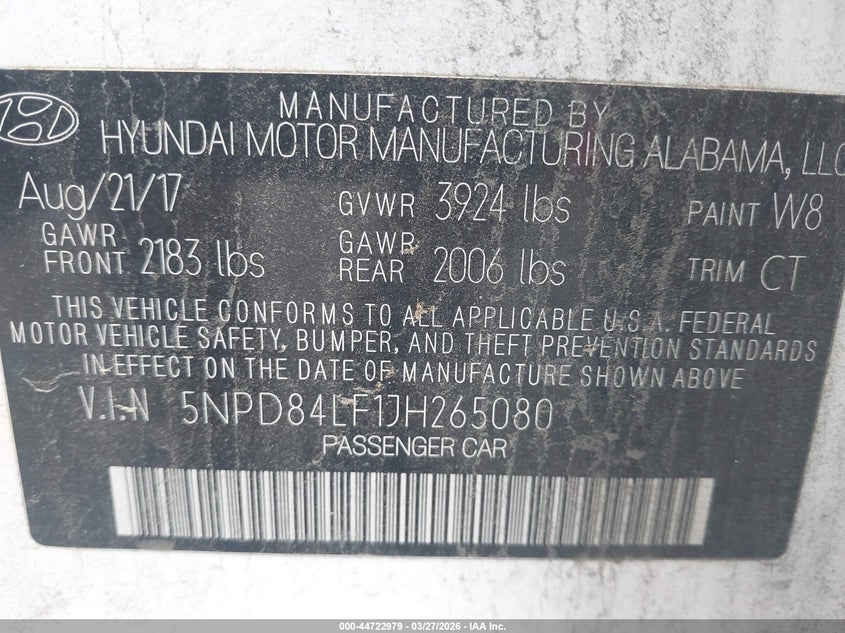 MANUFACTURED BY
HYUNDAI MOTOR MANUFACTURING ALABAMA, LLC
Aug/21/17 GVWR 3924 lbs PAINT W8
GAWR FRONT 2183 lbs GAWR REAR 2006 lbs TRIM CT
THIS VEHICLE CONFORMS TO ALL APPLICABLE U.S.A. FEDERAL
MOTOR VEHICLE SAFETY, BUMPER, AND THEFT PREVENTION STANDARDS
IN EFFECT ON THE DATE OF MANUFACTURE SHOWN ABOVE
V.I.N 5NPD84LF1JH265080
PASSENGER CAR
000-44722979 - 03/27/2026 - IAA Inc.